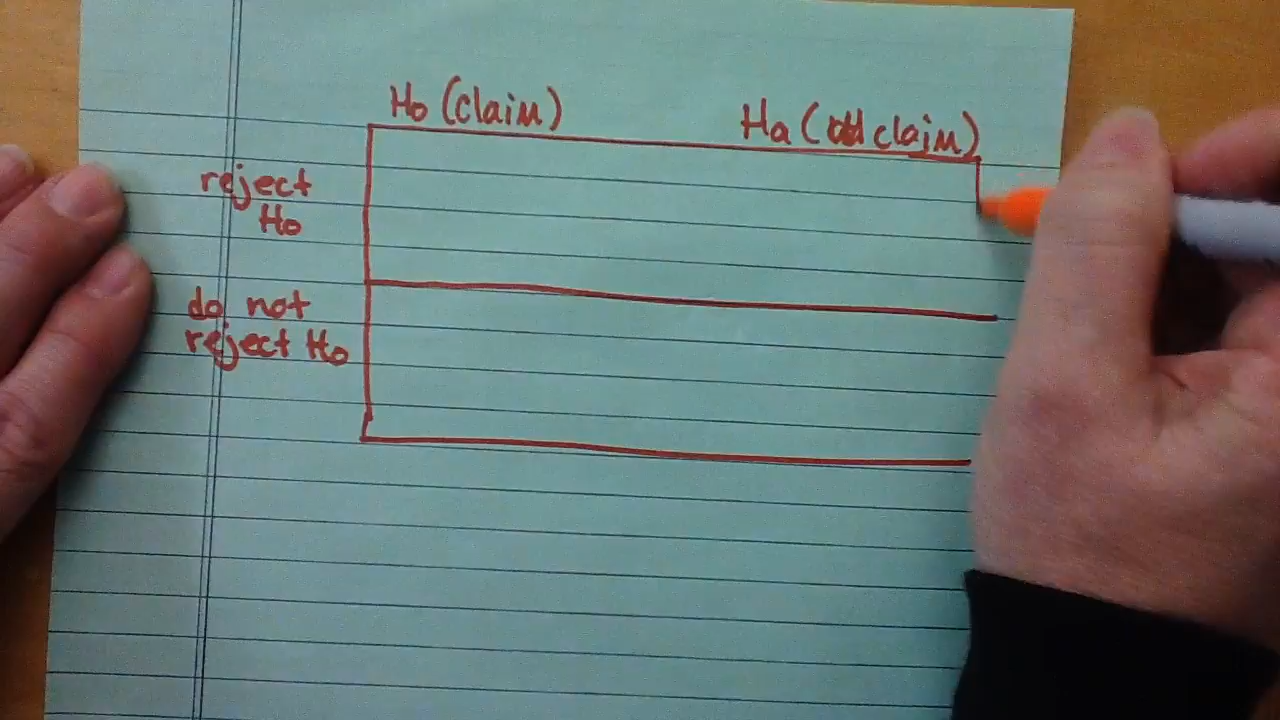 Ho (claim)
Ha ( claim)
reject
Ho
do not
reject Ho